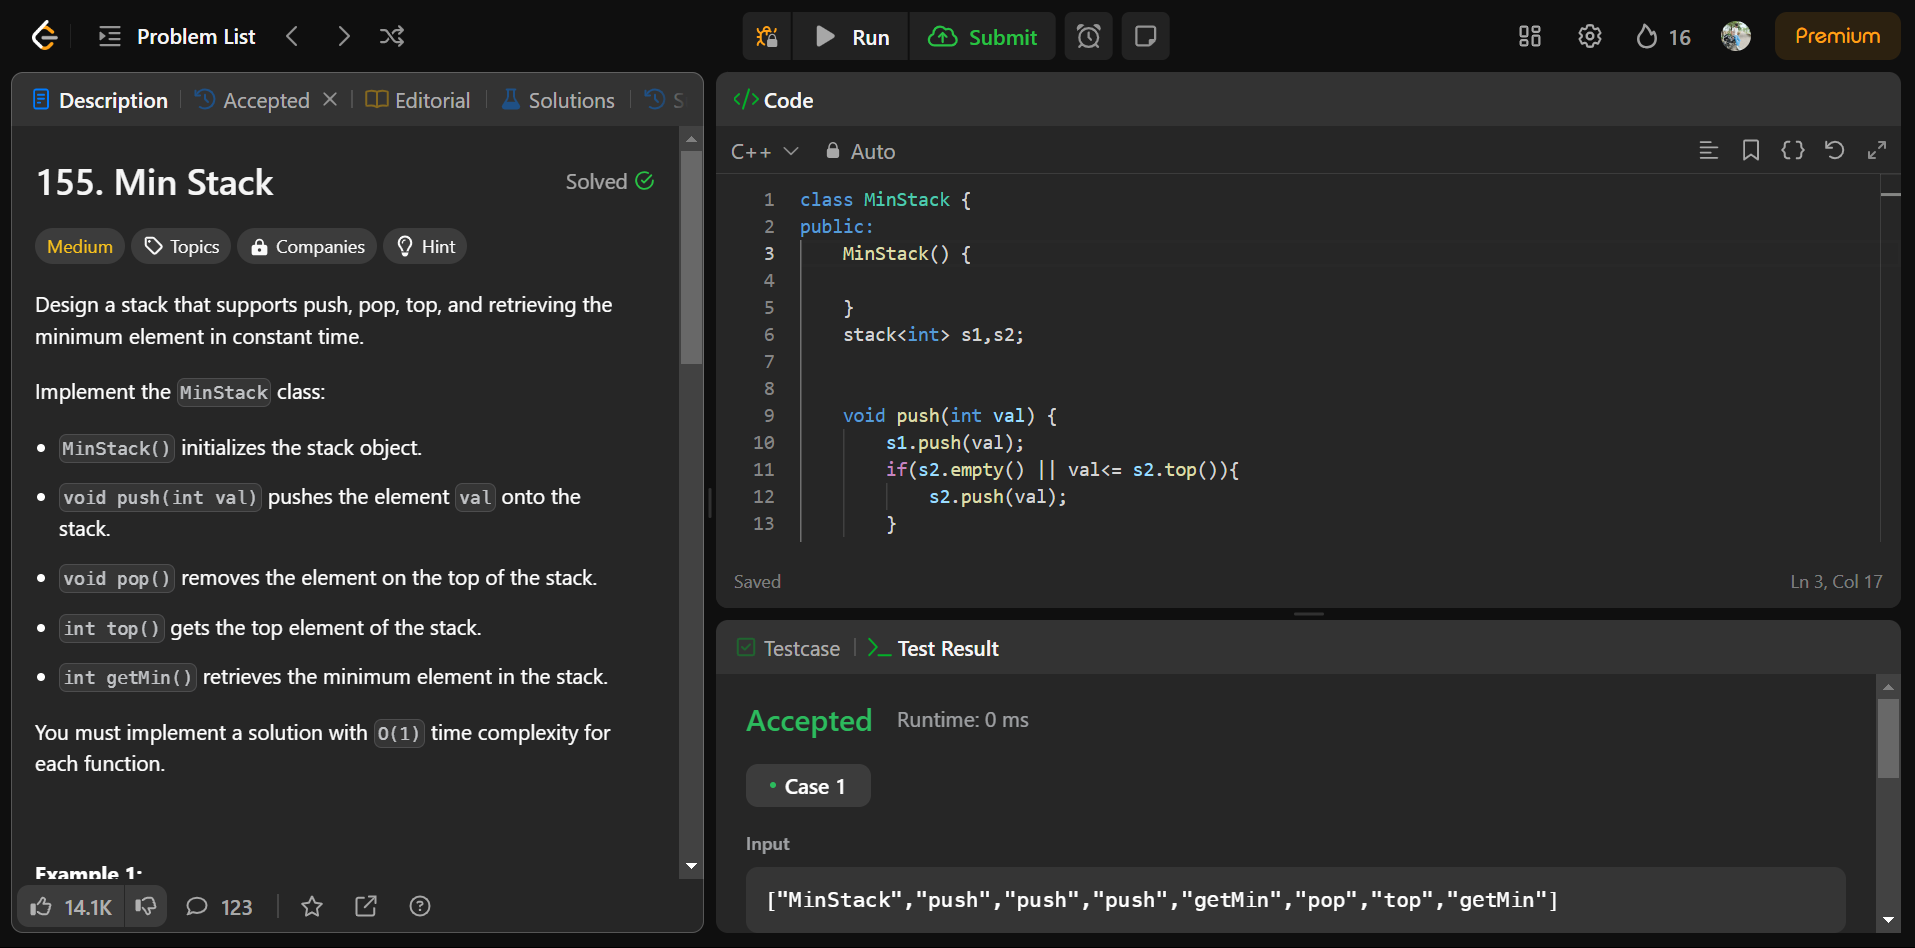 Problem List
Run
Submit
16
Premium
Description
Accepted
Editorial
Solutions
S
155. Min Stack
Solved
Medium
Topics
Companies
Hint
Design a stack that supports push, pop, top, and retrieving the
minimum element in constant time.
Implement the MinStack class:
• MinStack() initializes the stack object.
• void push(int val) pushes the element val onto the
stack.
• void pop() removes the element on the top of the stack.
• int top() gets the top element of the stack.
• int getMin() retrieves the minimum element in the stack.
You must implement a solution with O(1) time complexity for
each function.
Example 1:
14.1K
123
</> Code
C++
Auto
1 class MinStack {
2 public:
3     MinStack() {
4
5     }
6     stack<int> s1,s2;
7
8
9     void push(int val) {
10         s1.push(val);
11         if(s2.empty() || val<= s2.top()){
12             s2.push(val);
13         }
Saved
Ln 3, Col 17
Testcase
>_ Test Result
Accepted
Runtime: 0 ms
• Case 1
Input
["MinStack","push","push","push","getMin","pop","top","getMin"]